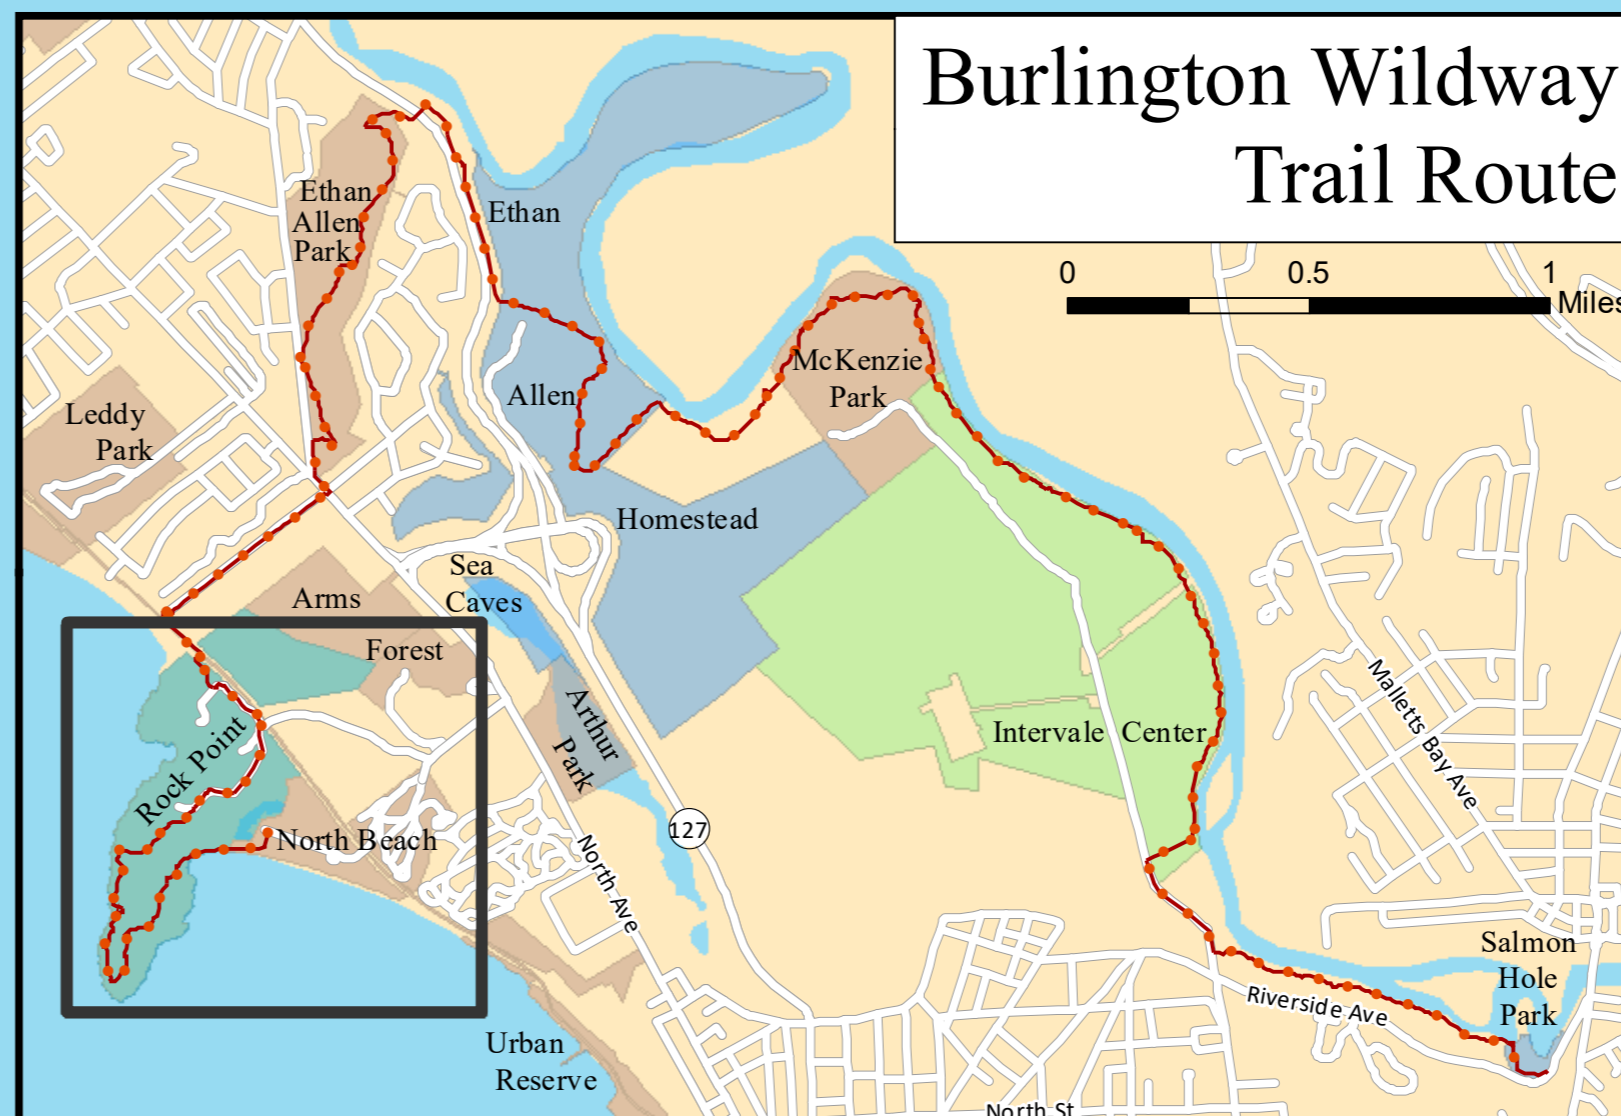 Burlington Wildway
Trail Route
0 0.5 1
Miles
Ethan
Allen
Park
Ethan
Allen
Homestead
McKenzie
Park
Leddy
Park
Sea
Caves
Arms
Forest
Arthur
Park
Rock Point
North Beach
127
North Ave
Intervale Center
Malletts Bay Ave
Salmon
Hole
Park
Riverside Ave
Urban
Reserve
North St